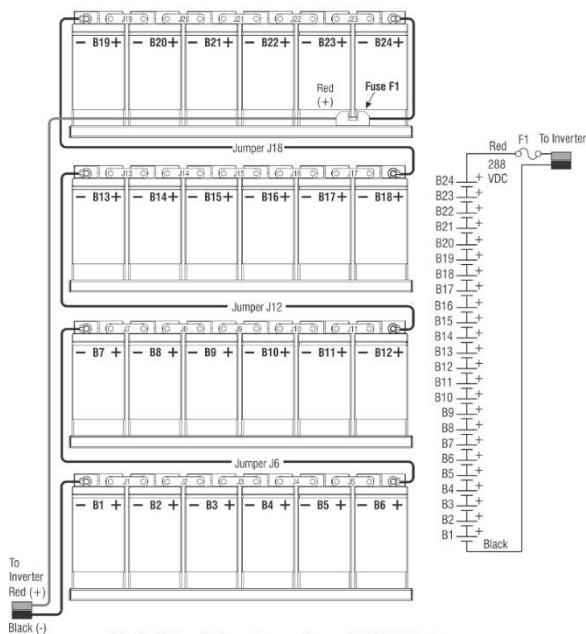 J19 J20 J21 J22 J23
− B19 + − B20 + − B21 + − B22 + − B23 + − B24 +
Red
(+)
Fuse F1
Jumper J18
J13 J14 J15 J16 J17
− B13 + − B14 + − B15 + − B16 + − B17 + − B18 +
Jumper J12
J7 J8 J9 J10 J11
− B7 + − B8 + − B9 + − B10 + − B11 + − B12 +
Jumper J6
J1 J2 J3 J4 J5
− B1 + − B2 + − B3 + − B4 + − B5 + − B6 +
To
Inverter
Red (+)
Black (-)
Red F1 To Inverter
288
VDC
B24 +
B23 +
B22 +
B21 +
B20 +
B19 +
B18 +
B17 +
B16 +
B15 +
B14 +
B13 +
B12 +
B11 +
B10 +
B9 +
B8 +
B7 +
B6 +
B5 +
B4 +
B3 +
B2 +
B1 +
Black